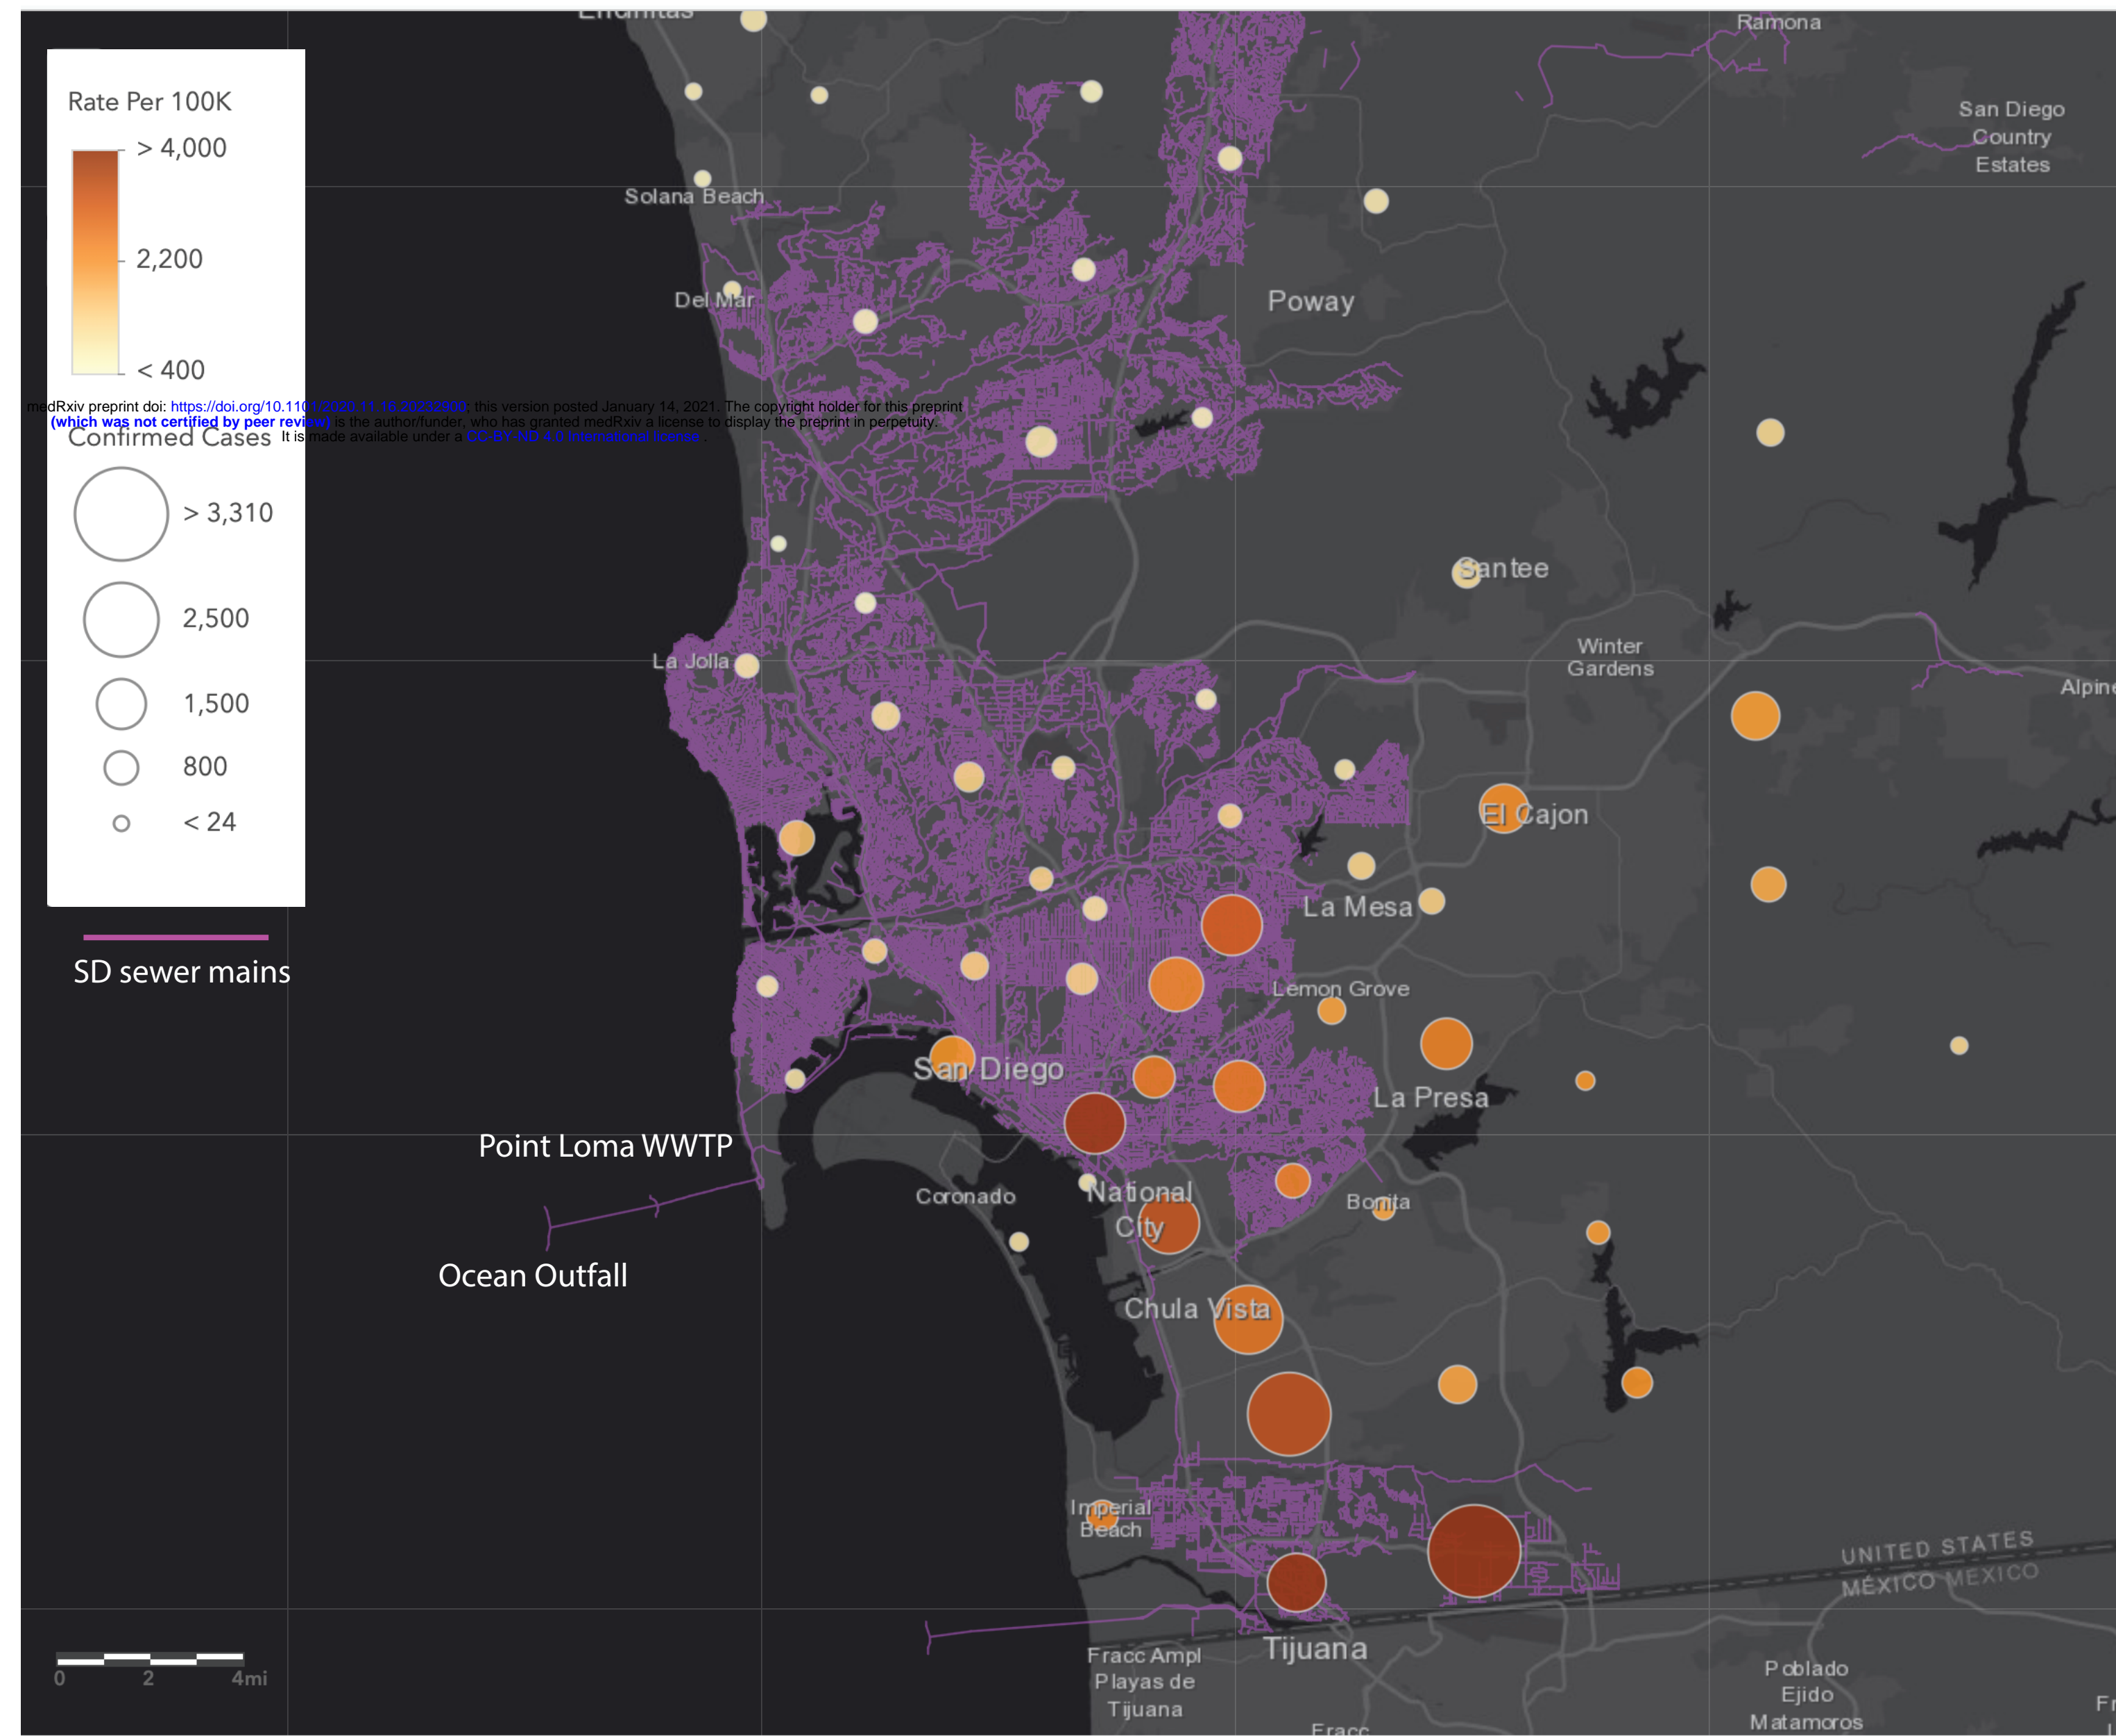 Encinitas
Ramona
Rate Per 100K
> 4,000
2,200
< 400
San Diego
Country
Estates
Solana Beach
Del Mar
Poway
medRxiv preprint doi: https://doi.org/10.1101/2020.11.16.20232900; this version posted January 14, 2021. The copyright holder for this preprint
(which was not certified by peer review) is the author/funder, who has granted medRxiv a license to display the preprint in perpetuity.
It is made available under a CC-BY-ND 4.0 International license .
Confirmed Cases
> 3,310
2,500
1,500
800
< 24
Santee
Winter
Gardens
La Jolla
Alpine
El Cajon
La Mesa
SD sewer mains
Lemon Grove
San Diego
La Presa
Point Loma WWTP
Coronado
National
City
Bonita
Ocean Outfall
Chula Vista
Imperial
Beach
UNITED STATES
MÉXICO MEXICO
Tijuana
Fracc Ampl
Playas de
Tijuana
Poblado
Ejido
Matamoros
Fracc
Fr
0 2 4mi